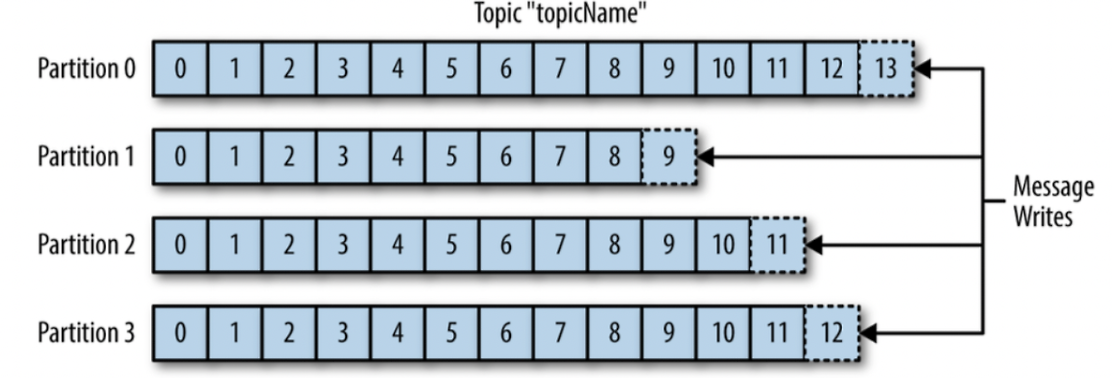 Topic "topicName"
Partition 0 0 1 2 3 4 5 6 7 8 9 10 11 12 13
Partition 1 0 1 2 3 4 5 6 7 8 9
Partition 2 0 1 2 3 4 5 6 7 8 9 10 11
Partition 3 0 1 2 3 4 5 6 7 8 9 10 11 12
Message
Writes